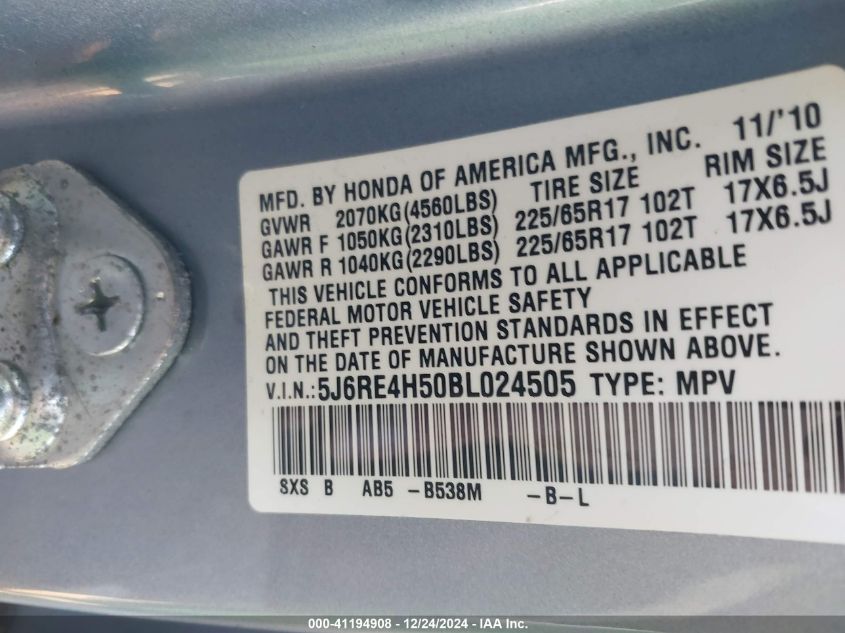 MFD. BY HONDA OF AMERICA MFG., INC. 11/'10
GVWR 2070KG(4560LBS) TIRE SIZE RIM SIZE
GAWR F 1050KG(2310LBS) 225/65R17 102T 17X6.5J
GAWR R 1040KG(2290LBS) 225/65R17 102T 17X6.5J
THIS VEHICLE CONFORMS TO ALL APPLICABLE
FEDERAL MOTOR VEHICLE SAFETY
AND THEFT PREVENTION STANDARDS IN EFFECT
ON THE DATE OF MANUFACTURE SHOWN ABOVE.
V.I.N.:5J6RE4H50BL024505 TYPE: MPV
SXS B AB5 -B538M -B-L
000-41194908 - 12/24/2024 - IAA Inc.